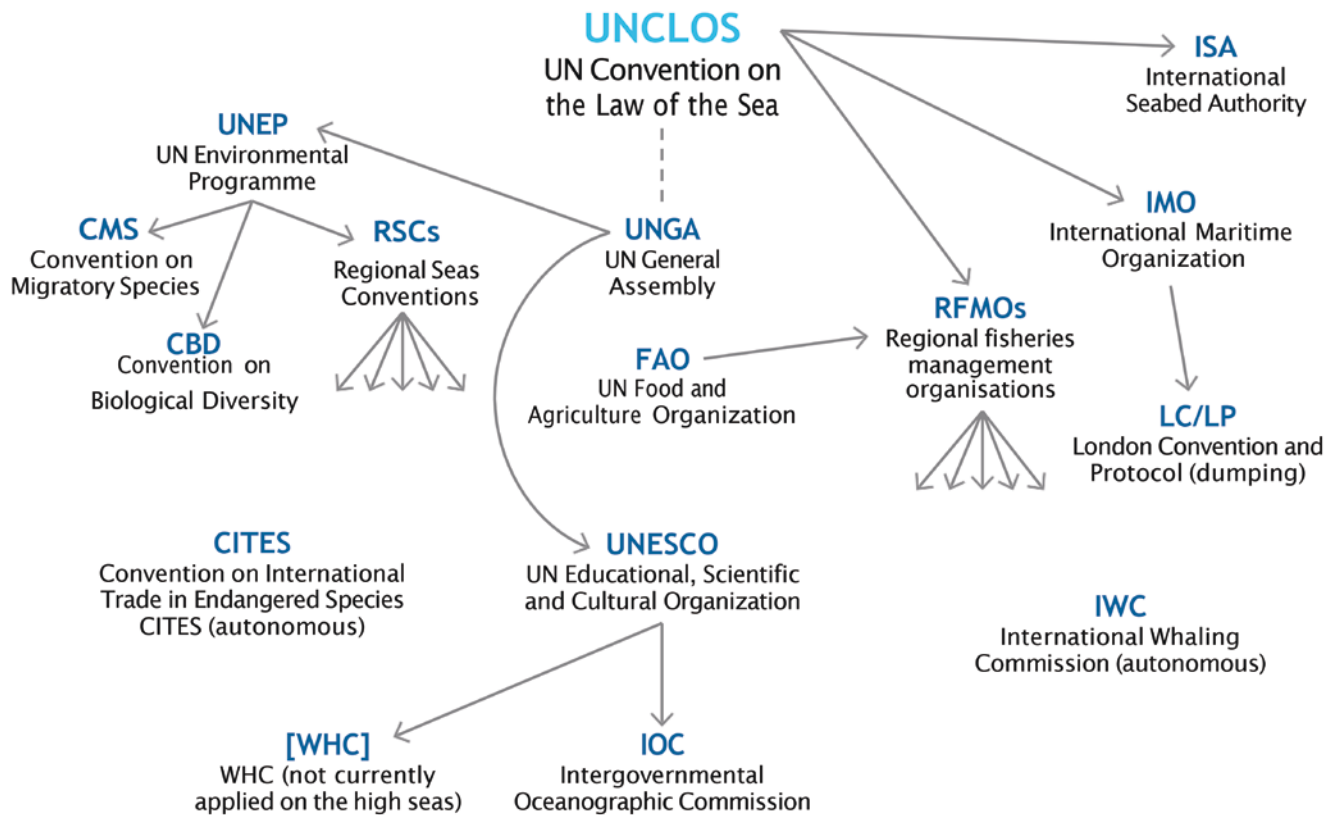 UNCLOS
UN Convention on
the Law of the Sea
ISA
International
Seabed Authority
UNEP
UN Environmental
Programme
CMS
Convention on
Migratory Species
RSCs
Regional Seas
Conventions
CBD
Convention on
Biological Diversity
UNGA
UN General
Assembly
IMO
International Maritime
Organization
FAO
UN Food and
Agriculture Organization
RFMOs
Regional fisheries
management
organisations
LC/LP
London Convention and
Protocol (dumping)
CITES
Convention on International
Trade in Endangered Species
CITES (autonomous)
UNESCO
UN Educational, Scientific
and Cultural Organization
IWC
International Whaling
Commission (autonomous)
[WHC]
WHC (not currently
applied on the high seas)
IOC
Intergovernmental
Oceanographic Commission